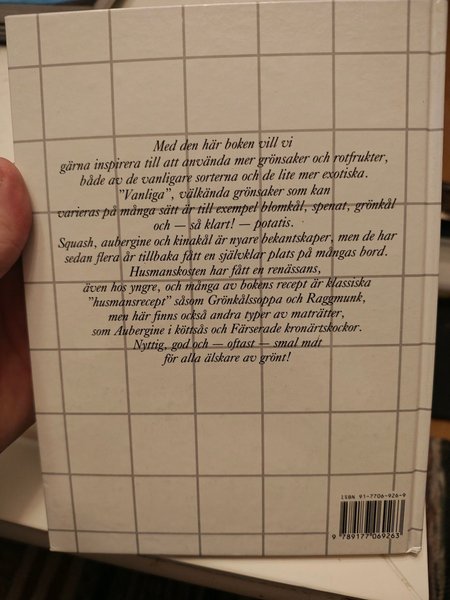 Med den här boken vill vi
gärna inspirera till att använda mer grönsaker och rotfrukter,
både av de vanligare sorterna och de lite mer exotiska.
"Vanliga", välkända grönsaker som kan
varieras på många sätt är till exempel blomkål, spenat, grönkål
och — så klart! — potatis.
Squash, aubergine och kinakål är nyare bekantskaper, men de har
sedan flera år tillbaka fått en självklar plats på mångas bord.
Husmanskosten har fått en renässans,
även hos yngre, och många av bokens recept är klassiska
"husmansrecept" såsom Grönkålssoppa och Raggmunk,
men här finns också andra typer av maträtter,
som Aubergine i köttsås och Färserade kronärtskockor.
Nyttig, god och — oftast — smal mat
för alla älskare av grönt!
ISBN 91-7706-926-9
9 789177 069263